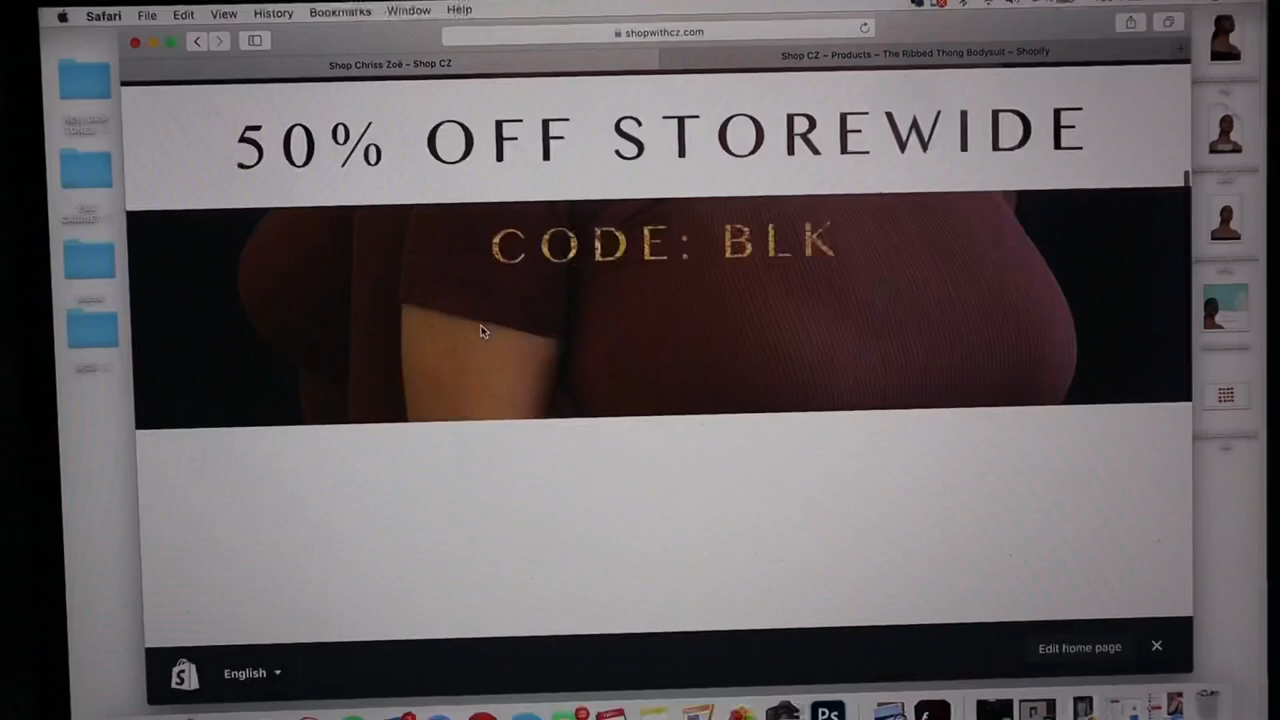 Safari File Edit View History Bookmarks Window Help
shopwithcz.com
Shop Chriss Zoë – Shop CZ
Shop CZ – Products – The Ribbed Thong Bodysuit – Shopify
50% OFF STOREWIDE
CODE: BLK
Edit home page
English
Ps